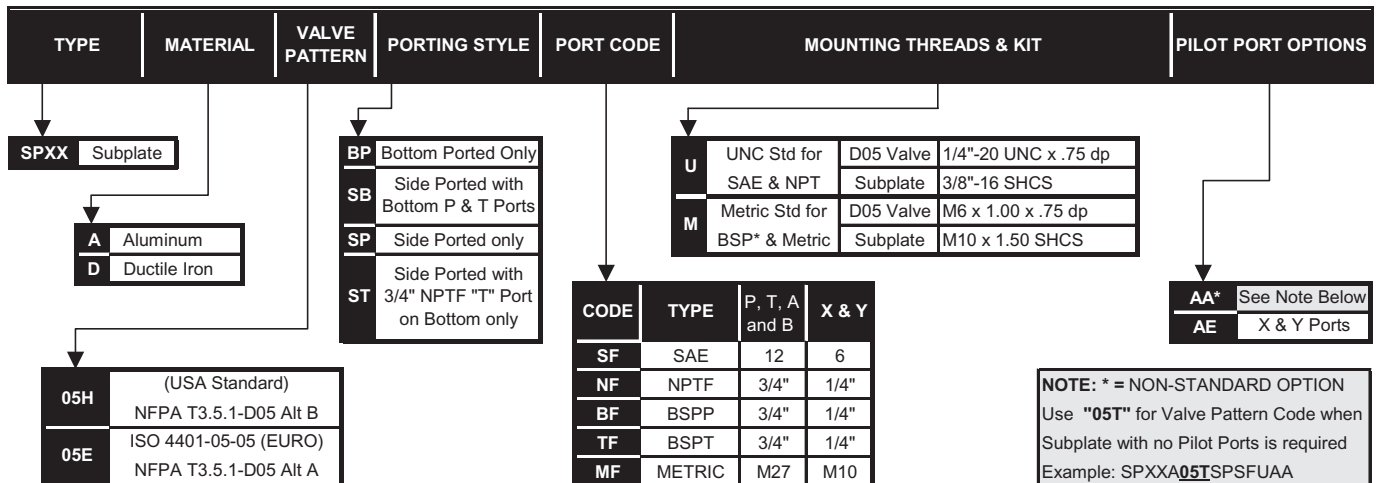 TYPE
MATERIAL
VALVE
PATTERN
PORTING STYLE
PORT CODE
MOUNTING THREADS & KIT
PILOT PORT OPTIONS
SPXX Subplate
A Aluminum
D Ductile Iron
05H (USA Standard)
NFPA T3.5.1-D05 Alt B
05E ISO 4401-05-05 (EURO)
NFPA T3.5.1-D05 Alt A
BP Bottom Ported Only
SB Side Ported with
Bottom P & T Ports
SP Side Ported only
ST Side Ported with
3/4" NPTF "T" Port
on Bottom only
CODE TYPE P, T, A
and B X & Y
SF SAE 12 6
NF NPTF 3/4" 1/4"
BF BSPP 3/4" 1/4"
TF BSPT 3/4" 1/4"
MF METRIC M27 M10
U UNC Std for D05 Valve 1/4"-20 UNC x .75 dp
SAE & NPT Subplate 3/8"-16 SHCS
M Metric Std for D05 Valve M6 x 1.00 x .75 dp
BSP* & Metric Subplate M10 x 1.50 SHCS
AA* See Note Below
AE X & Y Ports
NOTE: * = NON-STANDARD OPTION
Use "05T" for Valve Pattern Code when
Subplate with no Pilot Ports is required
Example: SPXXA05TSPSFUAA